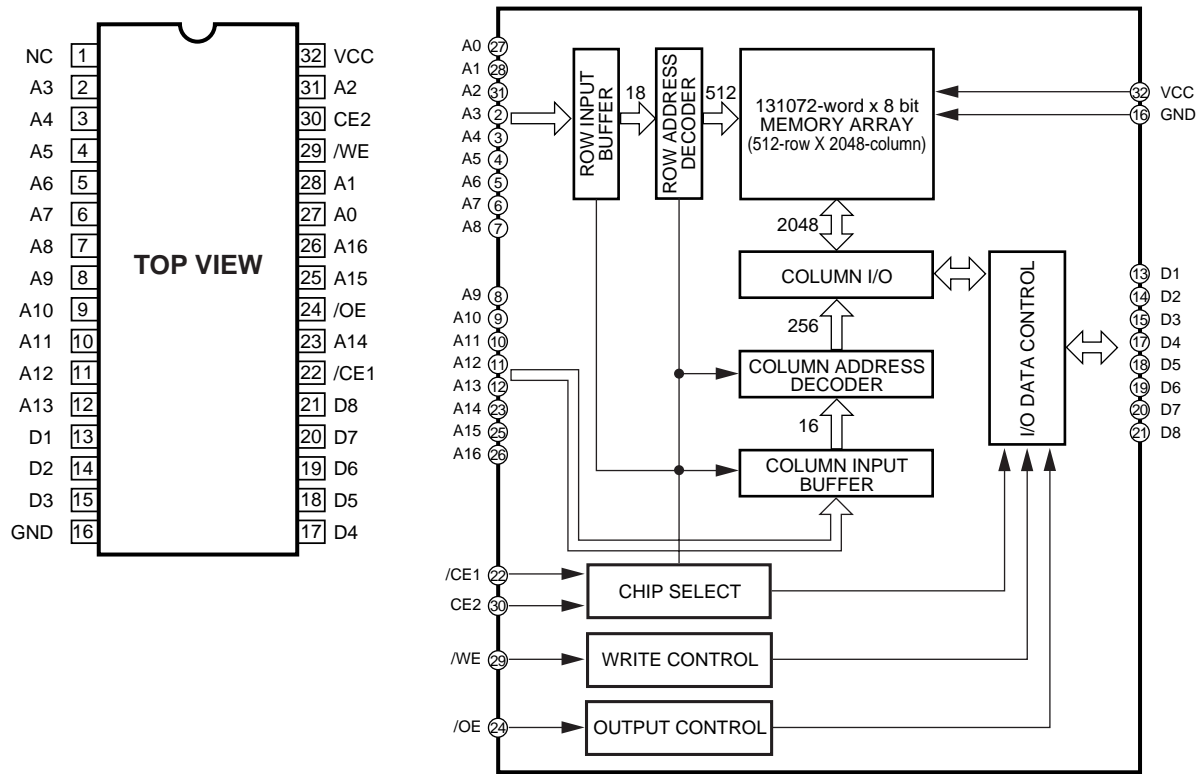 NC 1
A3 2
A4 3
A5 4
A6 5
A7 6
A8 7
A9 8
A10 9
A11 10
A12 11
A13 12
D1 13
D2 14
D3 15
GND 16
TOP VIEW
32 VCC
31 A2
30 CE2
29 /WE
28 A1
27 A0
26 A16
25 A15
24 /OE
23 A14
22 /CE1
21 D8
20 D7
19 D6
18 D5
17 D4
A0 27
A1 28
A2 31
A3 2
A4 3
A5 4
A6 5
A7 6
A8 7
A9 8
A10 9
A11 10
A12 11
A13 12
A14 23
A15 25
A16 26
/CE1 22
CE2 30
/WE 29
/OE 24
ROW INPUT
BUFFER
18
ROW ADDRESS
DECODER
512
131072-word x 8 bit
MEMORY ARRAY
(512-row X 2048-column)
2048
COLUMN I/O
256
COLUMN ADDRESS
DECODER
16
COLUMN INPUT
BUFFER
CHIP SELECT
WRITE CONTROL
OUTPUT CONTROL
I/O DATA CONTROL
32 VCC
16 GND
13 D1
14 D2
15 D3
17 D4
18 D5
19 D6
20 D7
21 D8